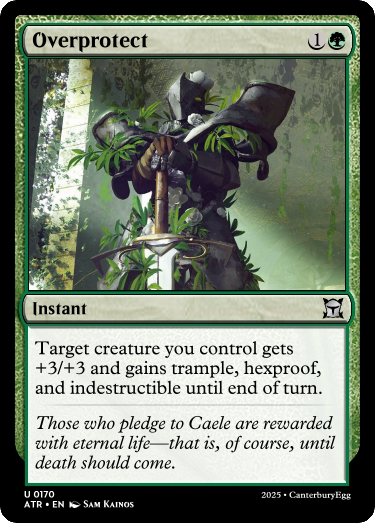 Overprotect 1
Instant
Target creature you control gets
+3/+3 and gains trample, hexproof,
and indestructible until end of turn.
Those who pledge to Caele are rewarded
with eternal life—that is, of course, until
death should come.
U 0170
ATR • EN Sam Kainos
2025 • CanterburyEgg